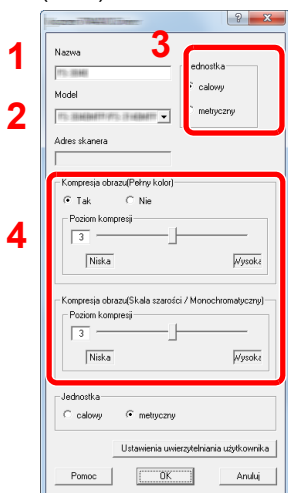 1
Nazwa
3
Jednostka
calowy
metryczny
2
Model
Adres skanera
4
Kompresja obrazu(Pełny kolor)
Tak
Nie
Poziom kompresji
3
Niska
Wysoka
Kompresja obrazu(Skala szarości / Monochromatyczny)
Poziom kompresji
3
Niska
Wysoka
Jednostka
calowy
metryczny
Ustawienia uwierzytelniania użytkownika
Pomoc
OK
Anuluj